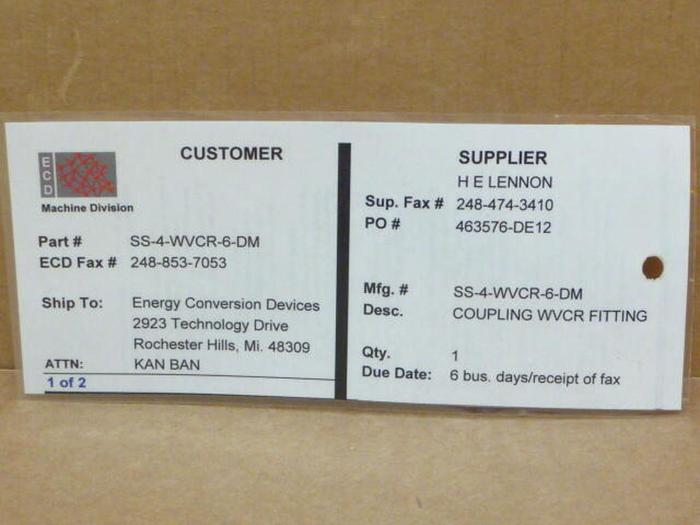 ECD
Machine Division
CUSTOMER
Part # SS-4-WVCR-6-DM
ECD Fax # 248-853-7053
Ship To: Energy Conversion Devices
2923 Technology Drive
Rochester Hills, Mi. 48309
ATTN: KAN BAN
1 of 2
SUPPLIER
H E LENNON
Sup. Fax # 248-474-3410
PO # 463576-DE12
Mfg. # SS-4-WVCR-6-DM
Desc. COUPLING WVCR FITTING
Qty. 1
Due Date: 6 bus. days/receipt of fax